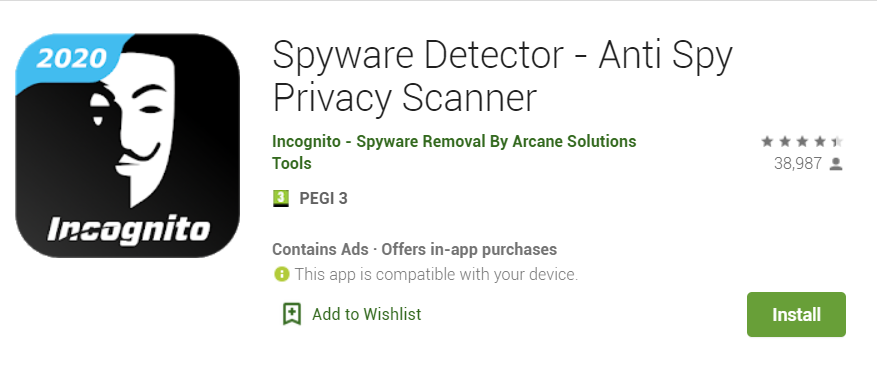 2020
Incognito
Spyware Detector - Anti Spy
Privacy Scanner
Incognito - Spyware Removal By Arcane Solutions
Tools
38,987
3 PEGI 3
Contains Ads · Offers in-app purchases
This app is compatible with your device.
Add to Wishlist
Install